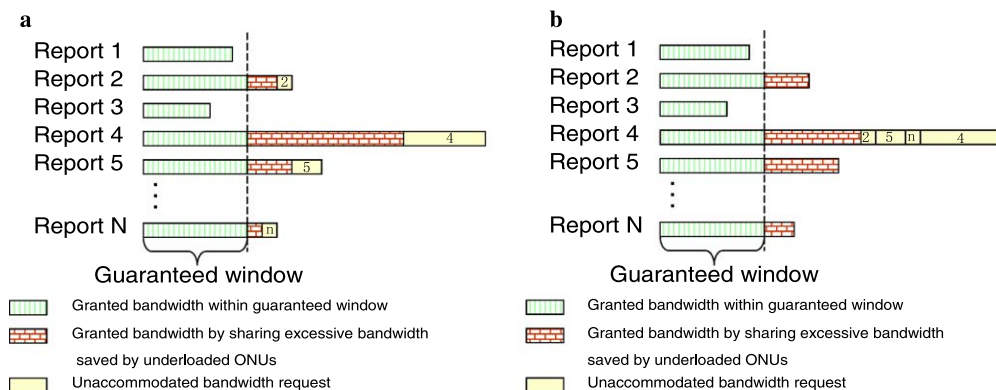 a
Report 1
Report 2
2
Report 3
Report 4
4
Report 5
5
Report N
n
Guaranteed window
Granted bandwidth within guaranteed window
Granted bandwidth by sharing excessive bandwidth
saved by underloaded ONUs
Unaccommodated bandwidth request
b
Report 1
Report 2
Report 3
Report 4
2 5 n 4
Report 5
Report N
Guaranteed window
Granted bandwidth within guaranteed window
Granted bandwidth by sharing excessive bandwidth
saved by underloaded ONUs
Unaccommodated bandwidth request